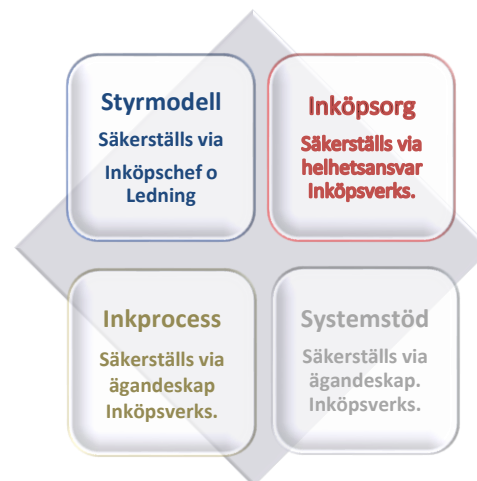 Styrmodell
Säkerställs via
Inköpschef o
Ledning
Inköpsorg
Säkerställs via
helhetsansvar
Inköpsverks.
Inkprocess
Säkerställs via
ägandeskap
Inköpsverks.
Systemstöd
Säkerställs via
ägandeskap.
Inköpsverks.